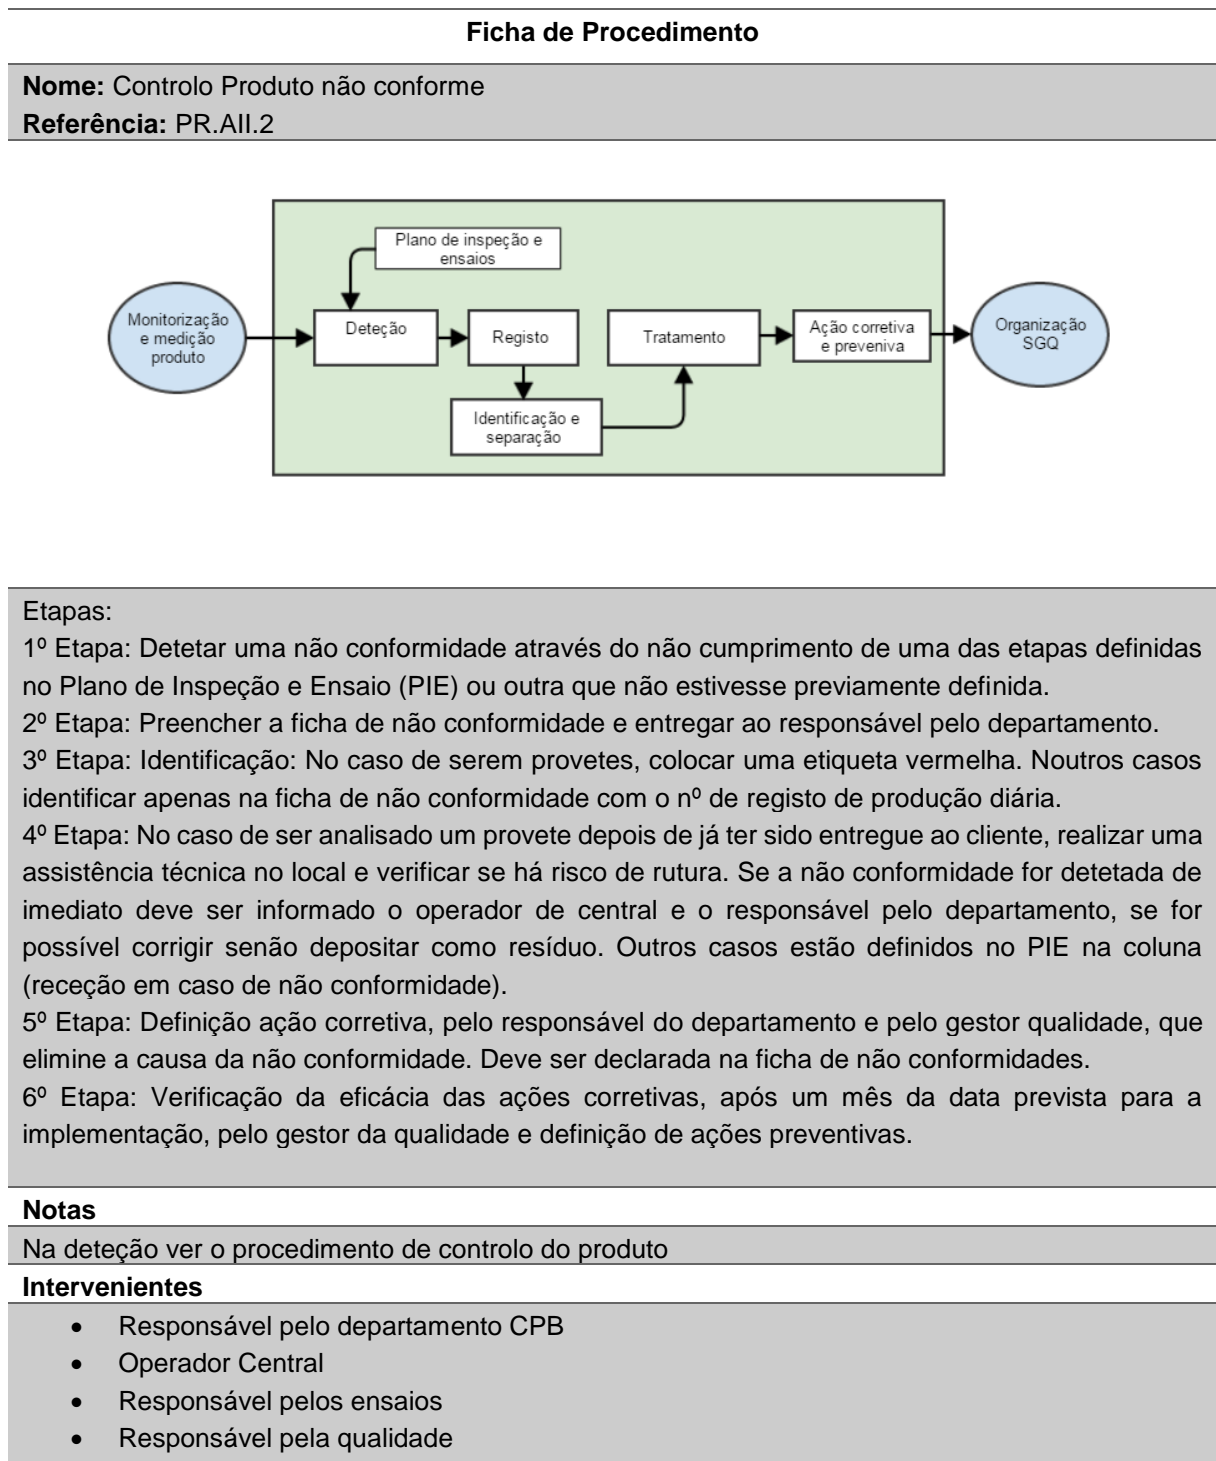 Ficha de Procedimento
Nome: Controlo Produto não conforme
Referência: PR.AII.2
Plano de inspeção e
ensaios
Monitorização
e medição
produto
Deteção
Registo
Identificação e
separação
Tratamento
Ação corretiva
e preveniva
Organização
SGQ
Etapas:
1º Etapa: Detetar uma não conformidade através do não cumprimento de uma das etapas definidas
no Plano de Inspeção e Ensaio (PIE) ou outra que não estivesse previamente definida.
2º Etapa: Preencher a ficha de não conformidade e entregar ao responsável pelo departamento.
3º Etapa: Identificação: No caso de serem provetes, colocar uma etiqueta vermelha. Noutros casos
identificar apenas na ficha de não conformidade com o nº de registo de produção diária.
4º Etapa: No caso de ser analisado um provete depois de já ter sido entregue ao cliente, realizar uma
assistência técnica no local e verificar se há risco de rutura. Se a não conformidade for detetada de
imediato deve ser informado o operador de central e o responsável pelo departamento, se for
possível corrigir senão depositar como resíduo. Outros casos estão definidos no PIE na coluna
(receção em caso de não conformidade).
5º Etapa: Definição ação corretiva, pelo responsável do departamento e pelo gestor qualidade, que
elimine a causa da não conformidade. Deve ser declarada na ficha de não conformidades.
6º Etapa: Verificação da eficácia das ações corretivas, após um mês da data prevista para a
implementação, pelo gestor da qualidade e definição de ações preventivas.
Notas
Na deteção ver o procedimento de controlo do produto
Intervenientes
• Responsável pelo departamento CPB
• Operador Central
• Responsável pelos ensaios
• Responsável pela qualidade